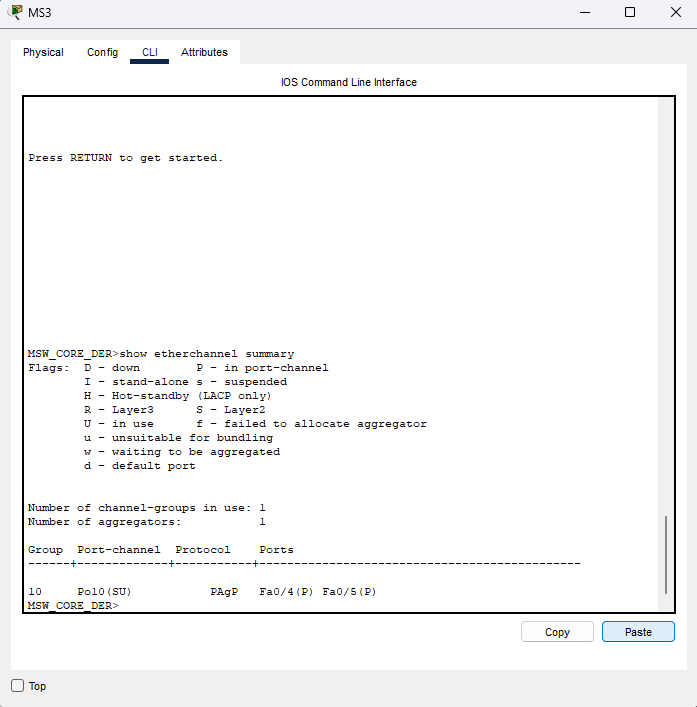 MS3
Physical Config CLI Attributes
IOS Command Line Interface
Press RETURN to get started.
MSW_CORE_DER>show etherchannel summary
Flags:  D - down        P - in port-channel
        I - stand-alone s - suspended
        H - Hot-standby (LACP only)
        R - Layer3      S - Layer2
        U - in use      f - failed to allocate aggregator
        u - unsuitable for bundling
        w - waiting to be aggregated
        d - default port
Number of channel-groups in use: 1
Number of aggregators:           1
Group  Port-channel  Protocol    Ports
------+-------------+-----------+----------------------------------------------
10     Po10(SU)           PAgP   Fa0/4(P) Fa0/5(P)
MSW_CORE_DER>
Copy Paste
Top